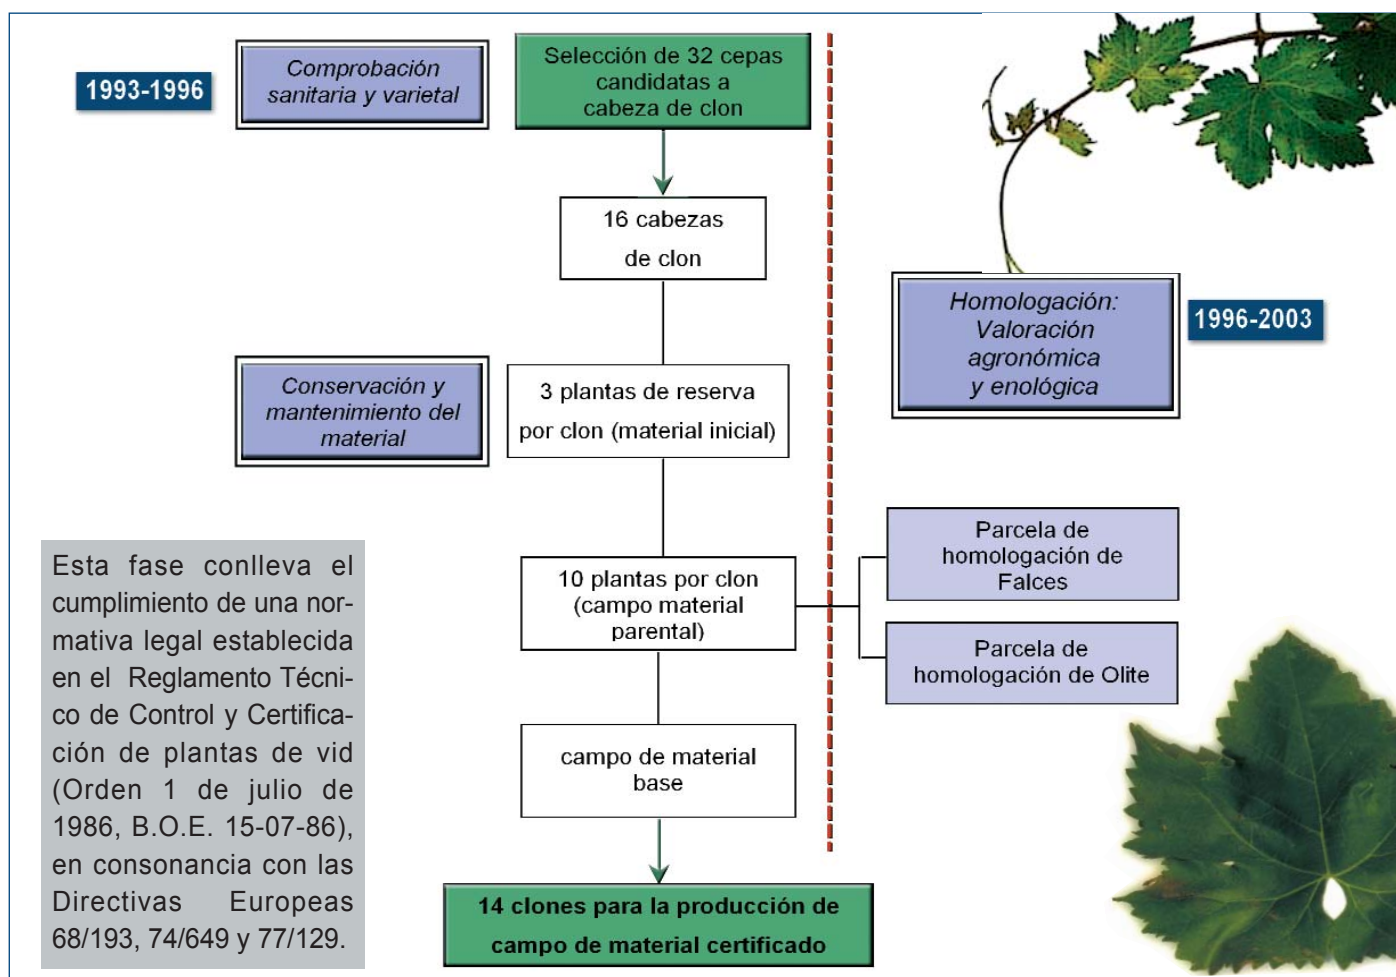 1993-1996
Comprobación
sanitaria y varietal
Selección de 32 cepas
candidatas a
cabeza de clon
16 cabezas
de clon
Homologación:
Valoración
agronómica
y enológica
1996-2003
Conservación y
mantenimiento del
material
3 plantas de reserva
por clon (material inicial)
Parcela de
homologación de
Falces
10 plantas por clon
(campo material
parental)
Parcela de
homologación de Olite
campo de material
base
14 clones para la producción de
campo de material certificado
Esta fase conlleva el
cumplimiento de una nor-
mativa legal establecida
en el Reglamento Técni-
co de Control y Certifica-
ción de plantas de vid
(Orden 1 de julio de
1986, B.O.E. 15-07-86),
en consonancia con las
Directivas Europeas
68/193, 74/649 y 77/129.